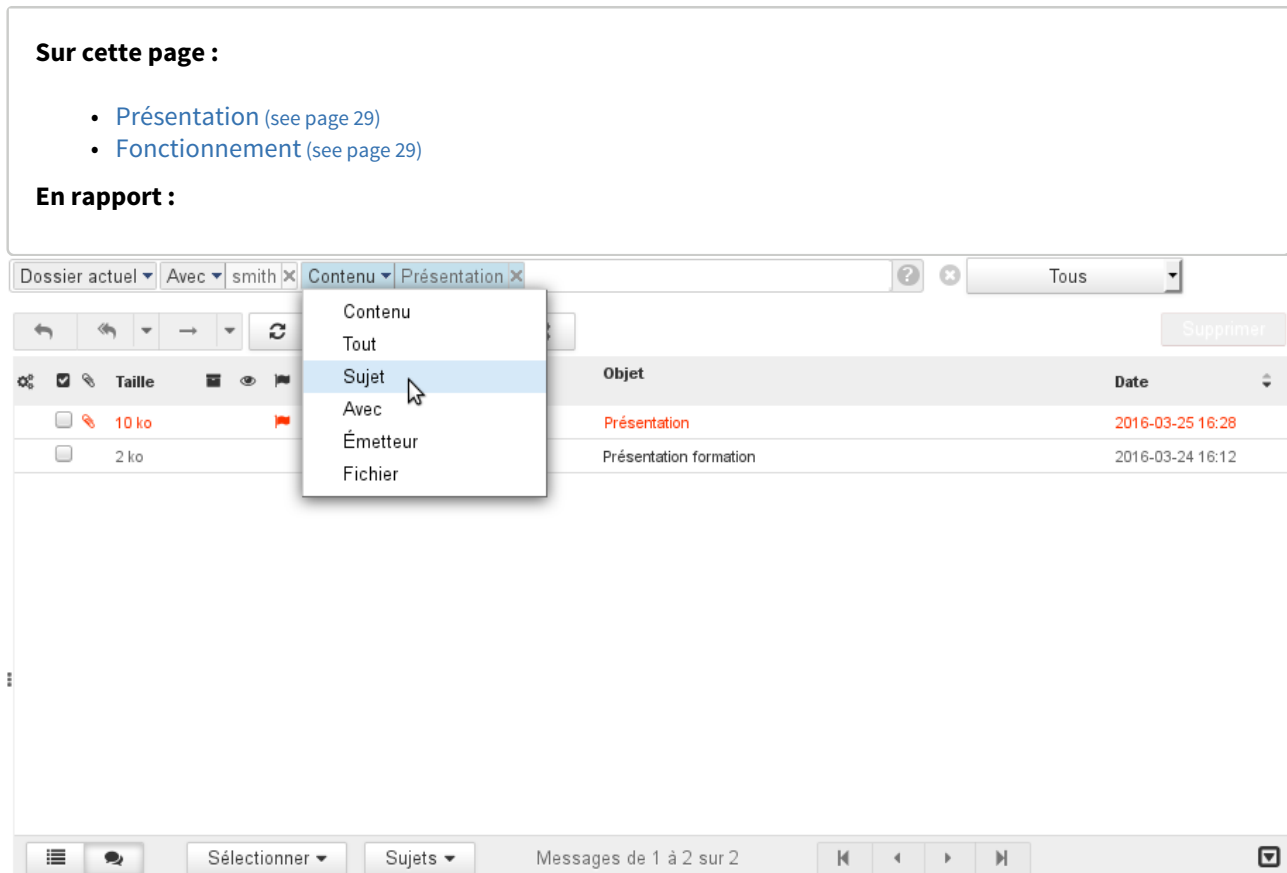 Sur cette page :
• Présentation (see page 29)
• Fonctionnement (see page 29)
En rapport :
Dossier actuel Avec smith Contenu Présentation ? Tous
Contenu
Tout
Sujet
Avec
Émetteur
Fichier
Supprimer
Taille Objet Date
10 ko Présentation 2016-03-25 16:28
2 ko Présentation formation 2016-03-24 16:12
Sélectionner Sujets Messages de 1 à 2 sur 2